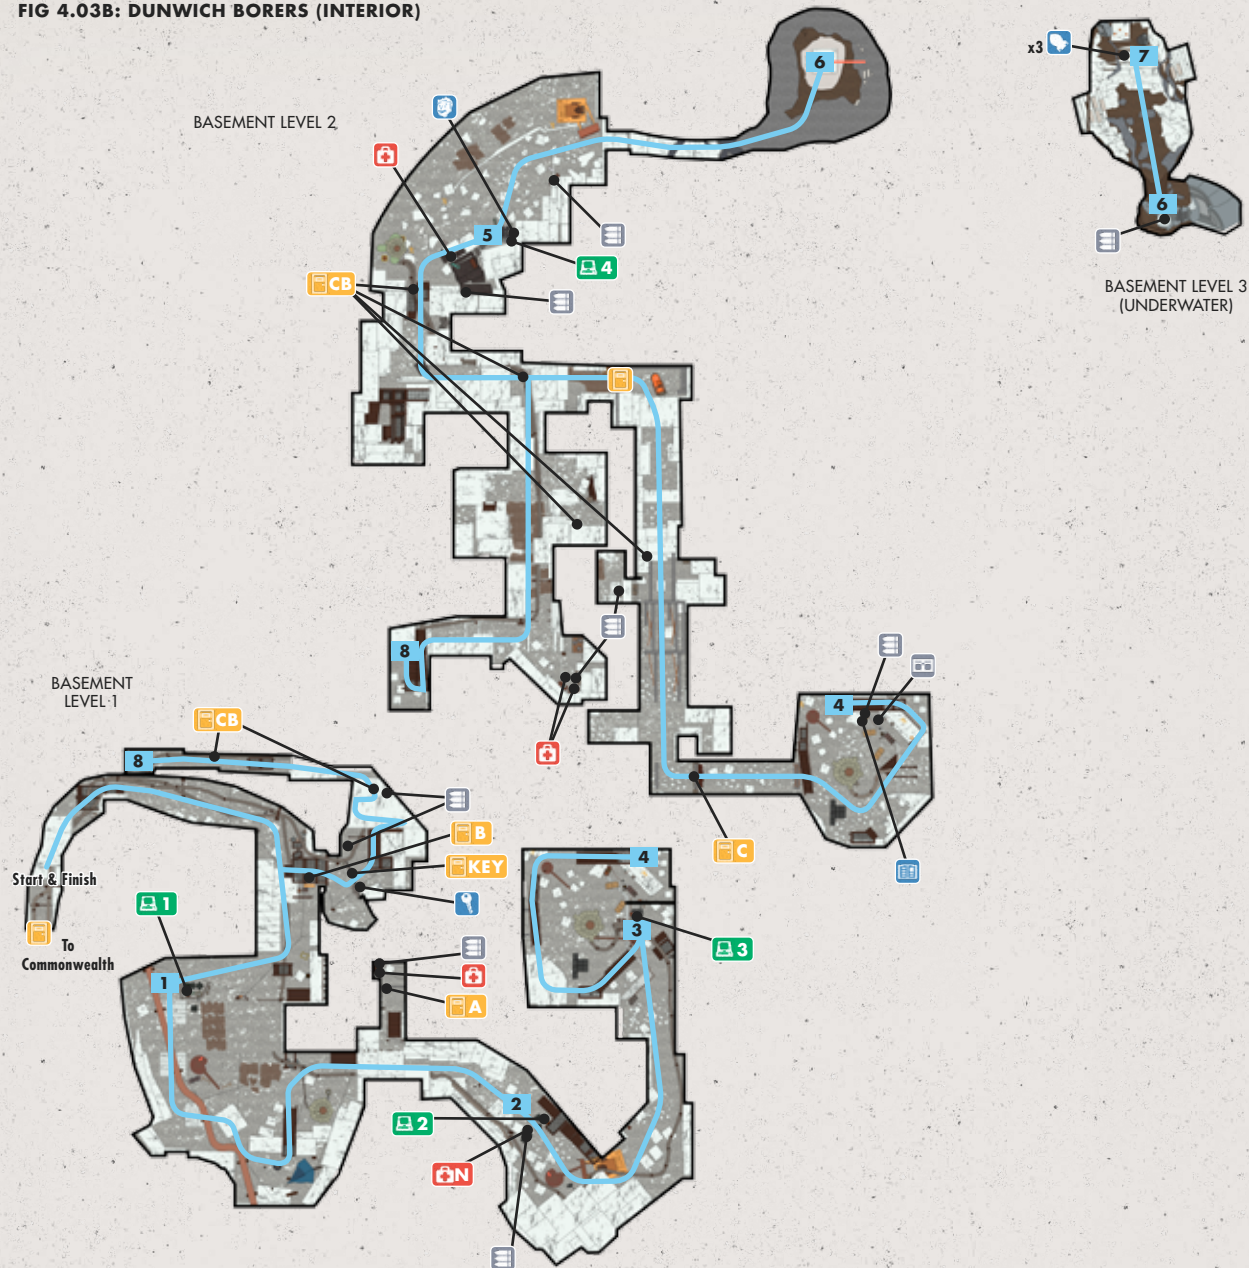 FIG 4.03B: DUNWICH BORERS (INTERIOR)
6
x3
7
BASEMENT LEVEL 2
6
5
4
CB
BASEMENT LEVEL 3
(UNDERWATER)
8
BASEMENT
LEVEL 1
4
CB
8
B
C
KEY
4
Start & Finish
1
3
3
To
Commonwealth
1
A
2
2
N